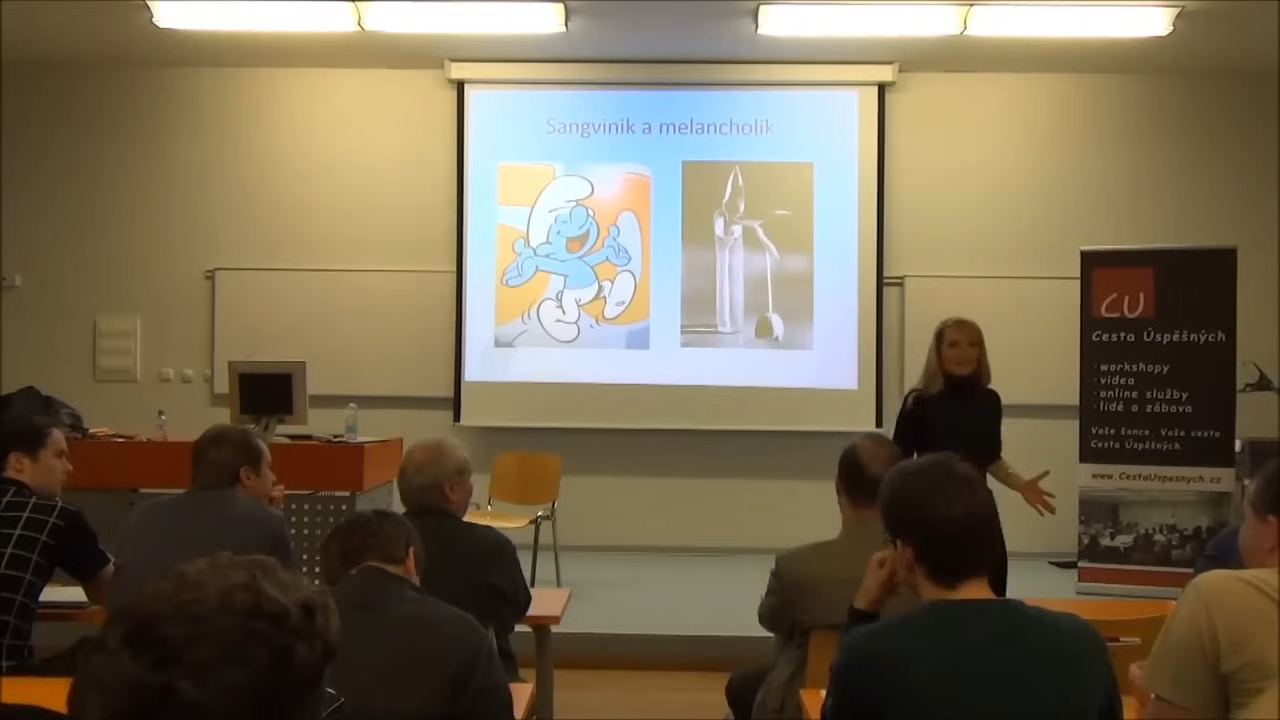 Sangvinik a melancholik
CU
Cesta Úspěšných
· workshopy
· videa
· online služby
· lidé a zábava
Vaše šance, Vaše cesta
Cesta Úspěšných
www.CestaUspesnych.cz